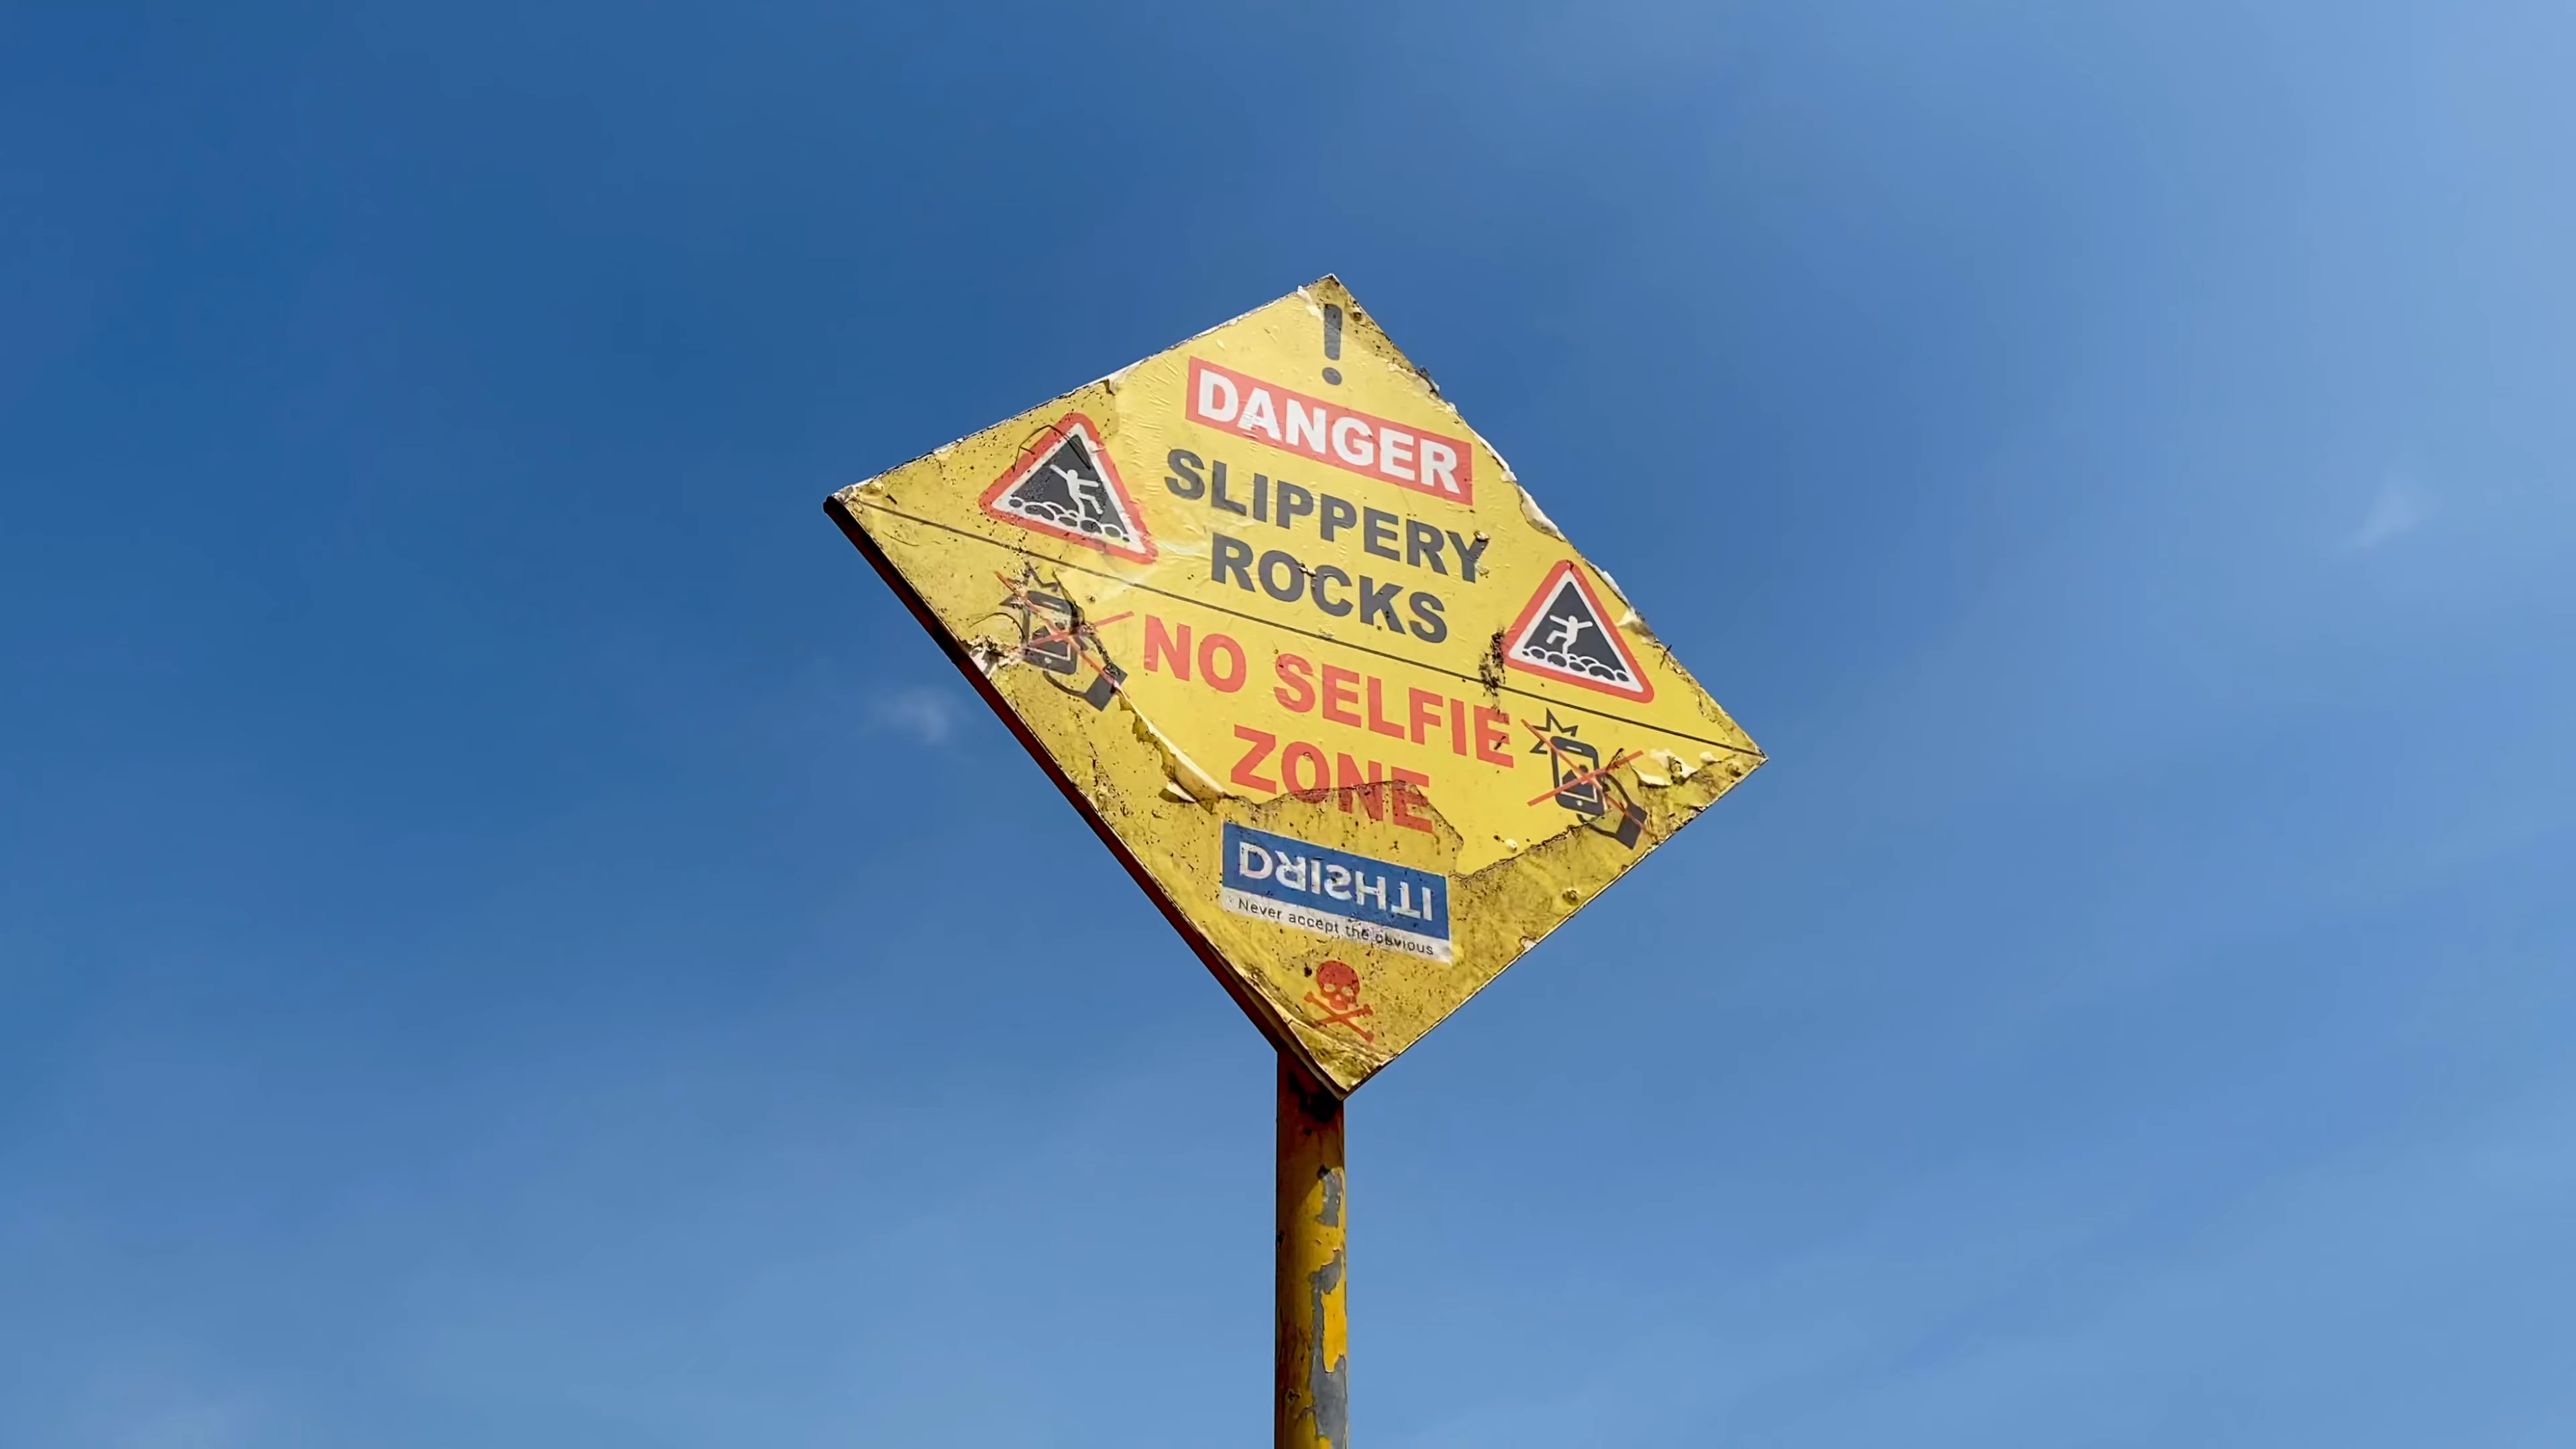 !
DANGER
SLIPPERY
ROCKS
NO SELFIE
ZONE
DRISHTI
Never accept the obvious